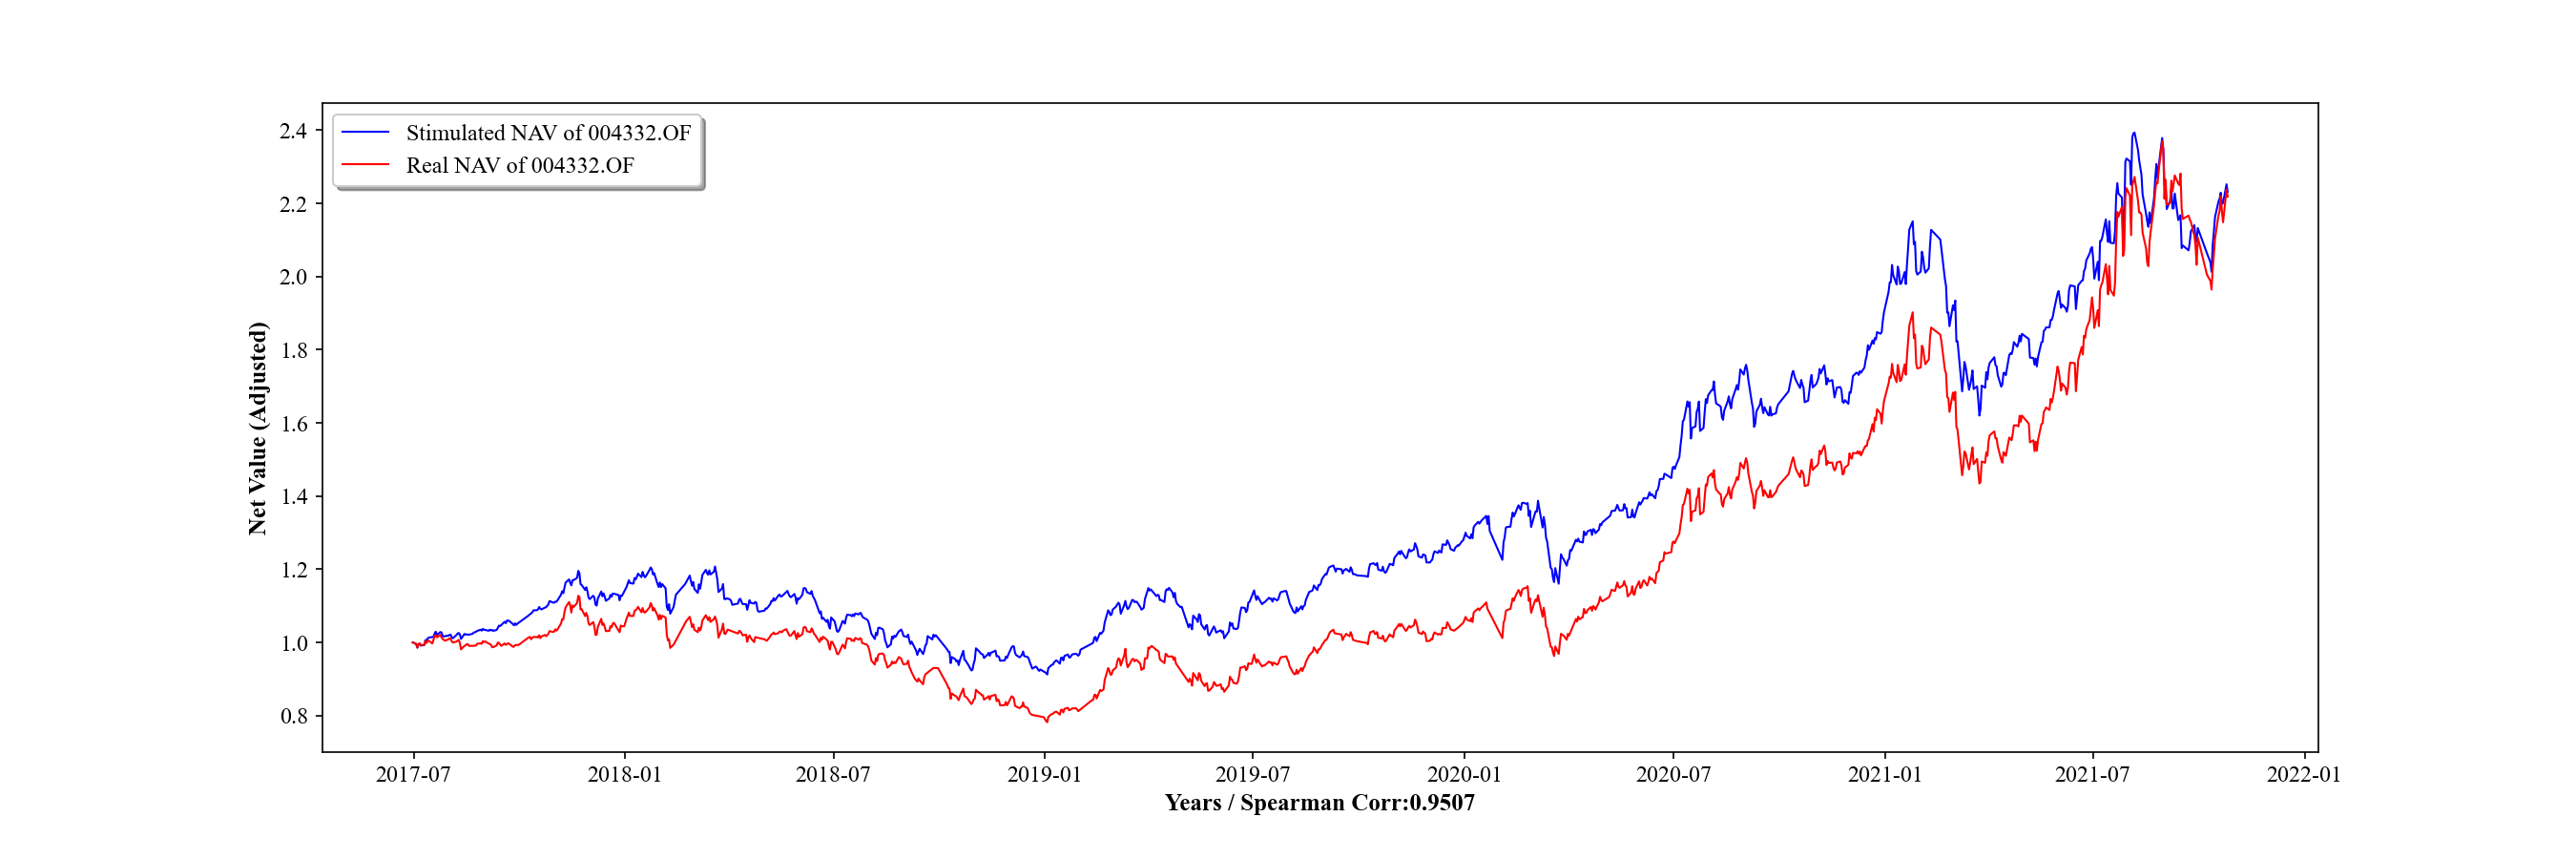 Stimulated NAV of 004332.OF
Real NAV of 004332.OF
Net Value (Adjusted)
2.4
2.2
2.0
1.8
1.6
1.4
1.2
1.0
0.8
2017-07 2018-01 2018-07 2019-01 2019-07 2020-01 2020-07 2021-01 2021-07 2022-01
Years / Spearman Corr:0.9507